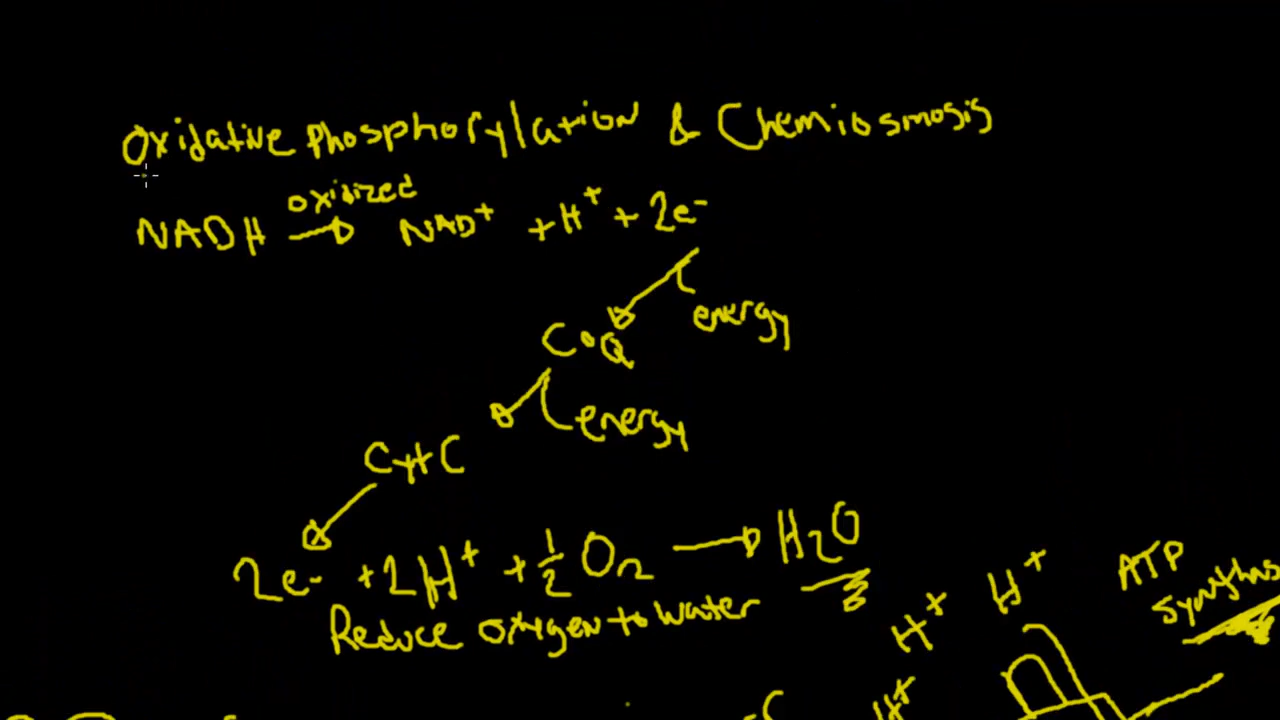 Oxidative Phosphorylation & Chemiosmosis
oxidized
NADH → NAD+ + H+ + 2e-
energy
CoQ
energy
Cyt C
2e- + 2H+ + 1/2 O2 → H2O
Reduce oxygen to water
ATP
H+ H+
H+